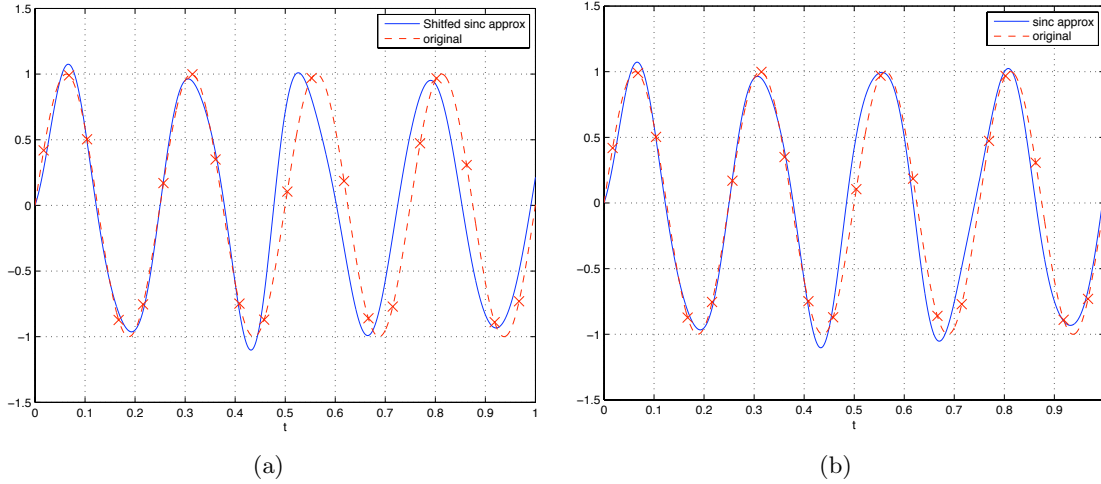 1.5
1
0.5
0
−0.5
−1
−1.5
0 0.1 0.2 0.3 0.4 0.5 0.6 0.7 0.8 0.9 1
t
Shitfed sinc approx
original
(a)
1.5
1
0.5
0
−0.5
−1
−1.5
0 0.1 0.2 0.3 0.4 0.5 0.6 0.7 0.8 0.9
t
sinc approx
original
(b)